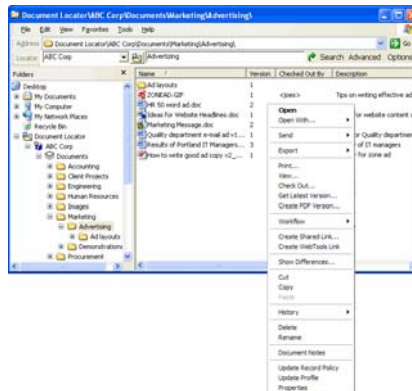 Document Locator\ABC Corp\Documents\Marketing\Advertising\
File Edit View Favorites Tools Help
Address Document Locator\ABC Corp\Documents\Marketing\Advertising\ Go
Locator ABC Corp Advertising Search Advanced Options
Folders x Name Version Checked Out By Description
Desktop
My Documents
My Computer
My Network Places
Recycle Bin
Document Locator
ABC Corp
Documents
Accounting
Client Projects
Engineering
Human Resources
Images
Marketing
Advertising
Ad layouts
Demonstrations
Procurement
Ad layouts 1
ZONEAD.GIF 1 <joes> Tips on writing effective ad
HR 50 word ad.doc 2
Ideas for Website Headlines.doc 2 for website content
Marketing Message.doc 2
Quality department e-mail ad v1... 1 or Quality department
Results of Portland IT Managers... 3 of IT managers
How to write good ad copy v2_... 1 for zone ad
Open
Open With...
Send
Export
Print...
View...
Check Out...
Get Latest Version...
Create PDF Version...
Workflow
Create Shared Link...
Create WebTools Link
Show Differences...
Cut
Copy
Paste
History
Delete
Rename
Document Notes
Update Record Policy
Update Profile
Properties